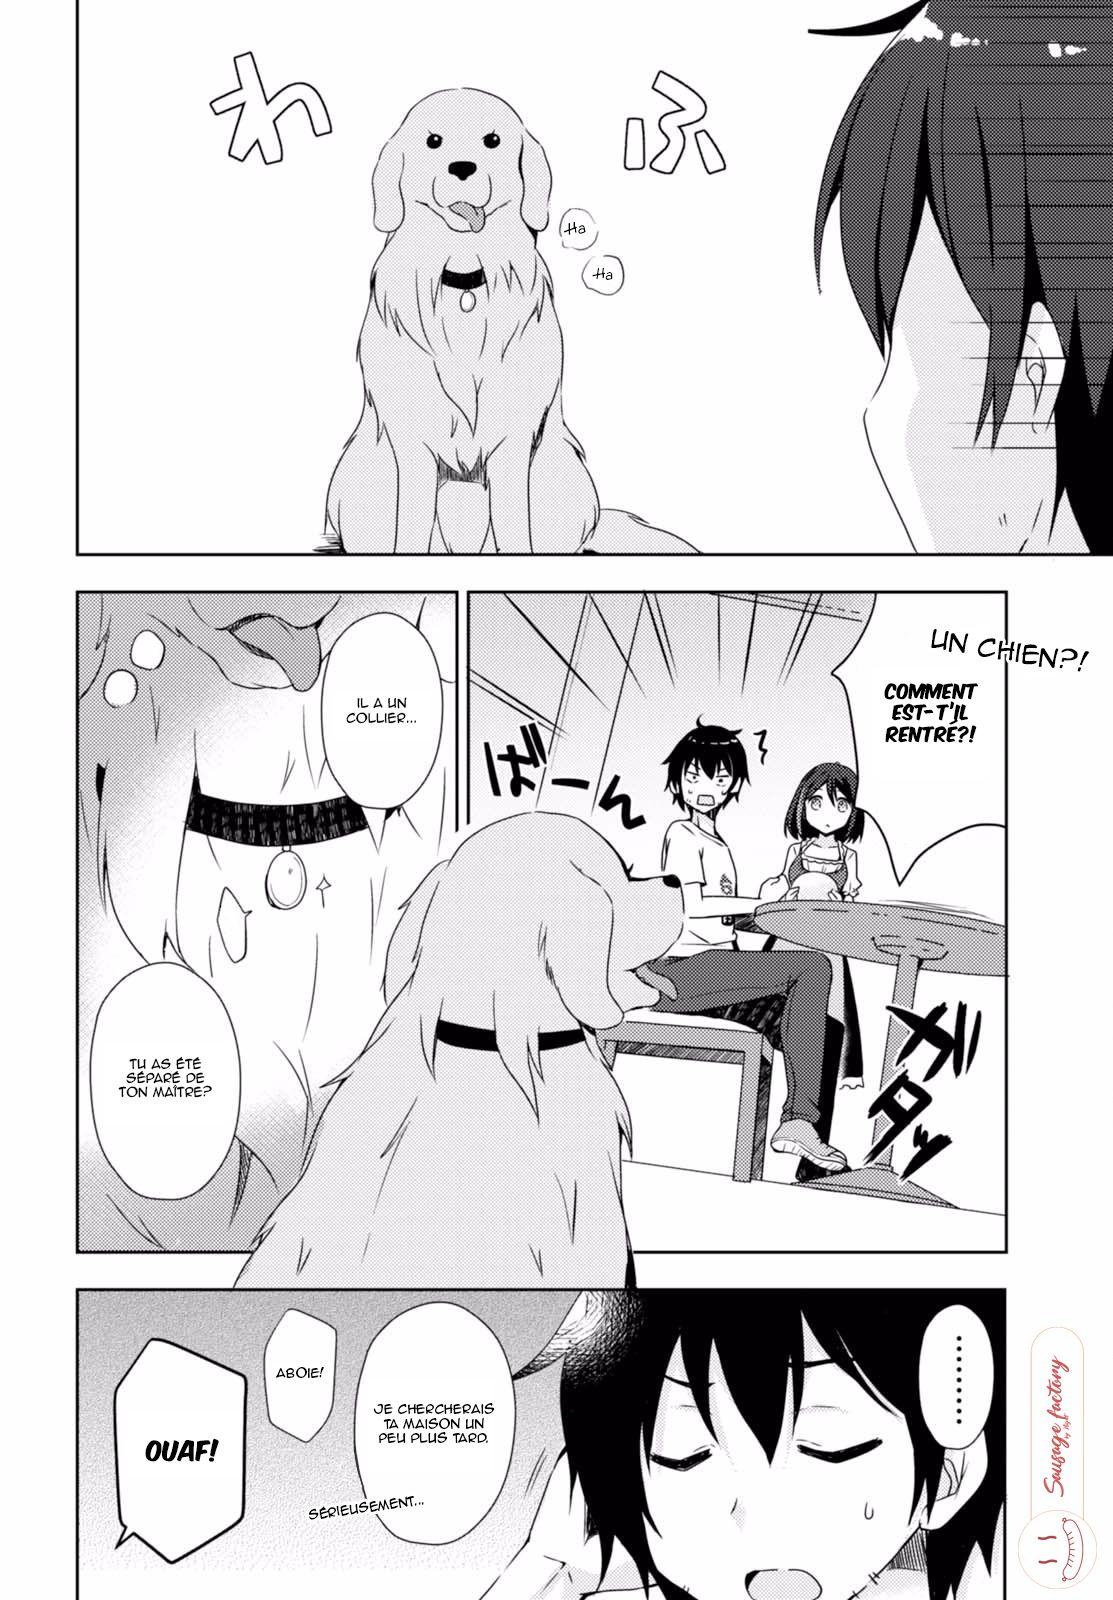 わふ
Ha
Ha
UN CHIEN?!
COMMENT
EST-T'IL
RENTRE?!
ばーん
ガタッ
IL A UN
COLLIER...
TU AS ÉTÉ
SÉPARÉ DE
TON MAÎTRE?
..........
JE CHERCHERAIS
TA MAISON UN
PEU PLUS TARD.
SÉRIEUSEMENT...
ABOIE!
OUAF!
Sausage factory